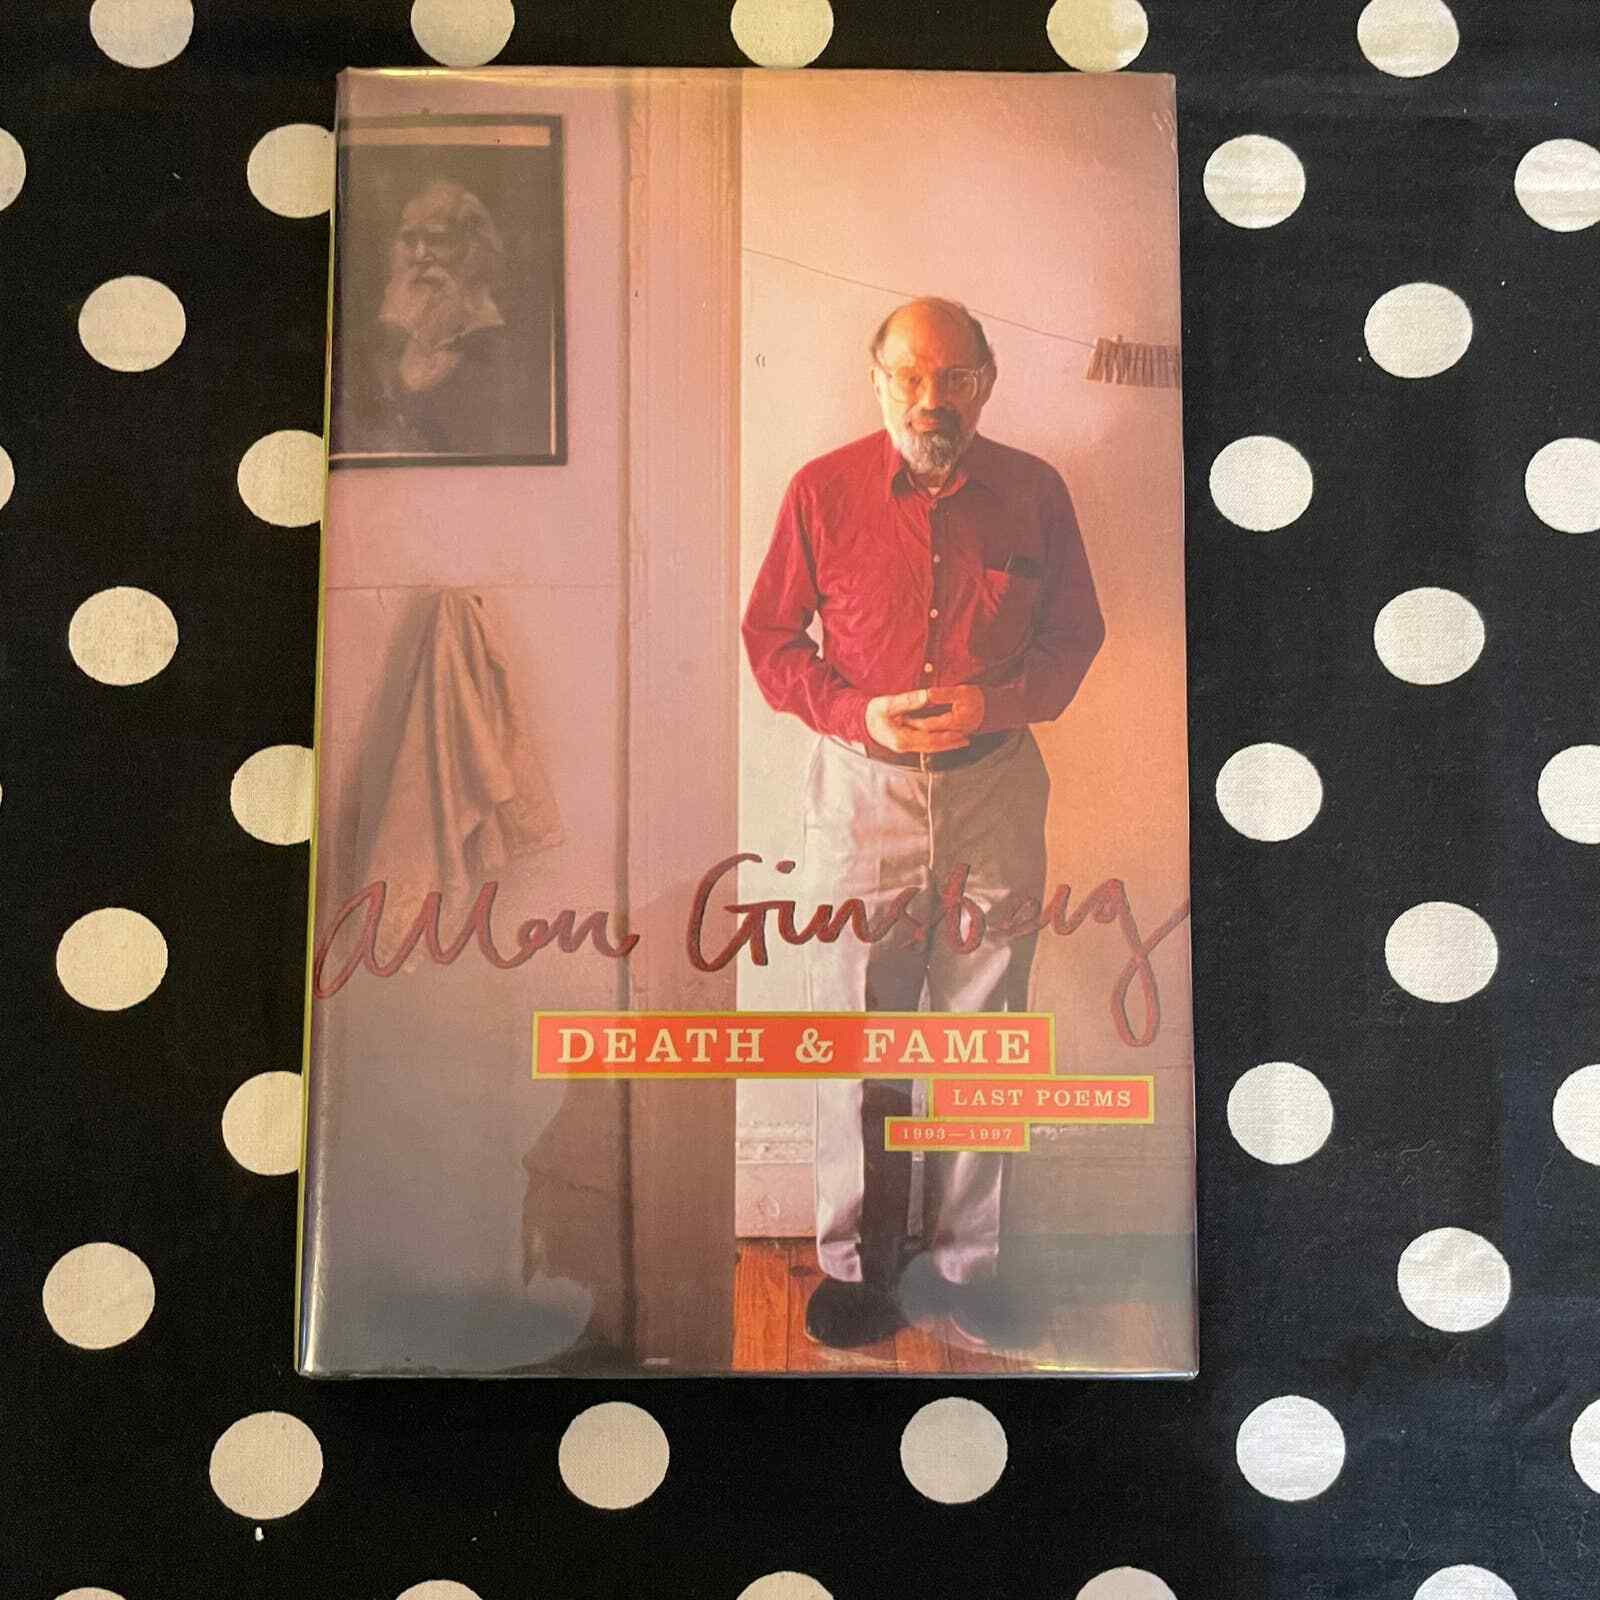 Allen Ginsberg
DEATH & FAME
LAST POEMS
1993—1997